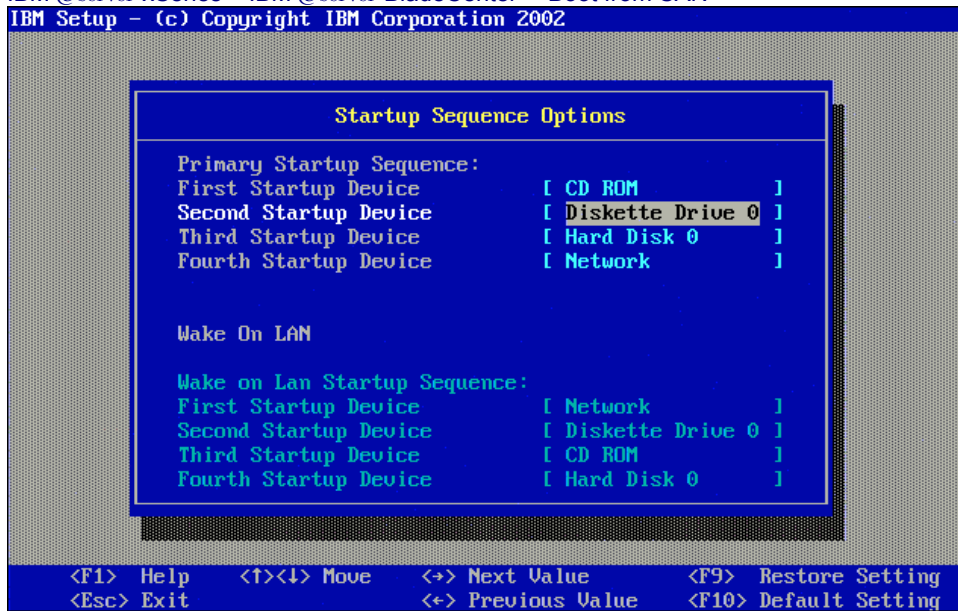 IBM Setup – (c) Copyright IBM Corporation 2002
Startup Sequence Options
Primary Startup Sequence:
First Startup Device [ CD ROM ]
Second Startup Device [ Diskette Drive 0 ]
Third Startup Device [ Hard Disk 0 ]
Fourth Startup Device [ Network ]
Wake On LAN
Wake on Lan Startup Sequence:
First Startup Device [ Network ]
Second Startup Device [ Diskette Drive 0 ]
Third Startup Device [ CD ROM ]
Fourth Startup Device [ Hard Disk 0 ]
<F1> Help <↑><↓> Move <→> Next Value <F9> Restore Setting
<Esc> Exit <←> Previous Value <F10> Default Setting